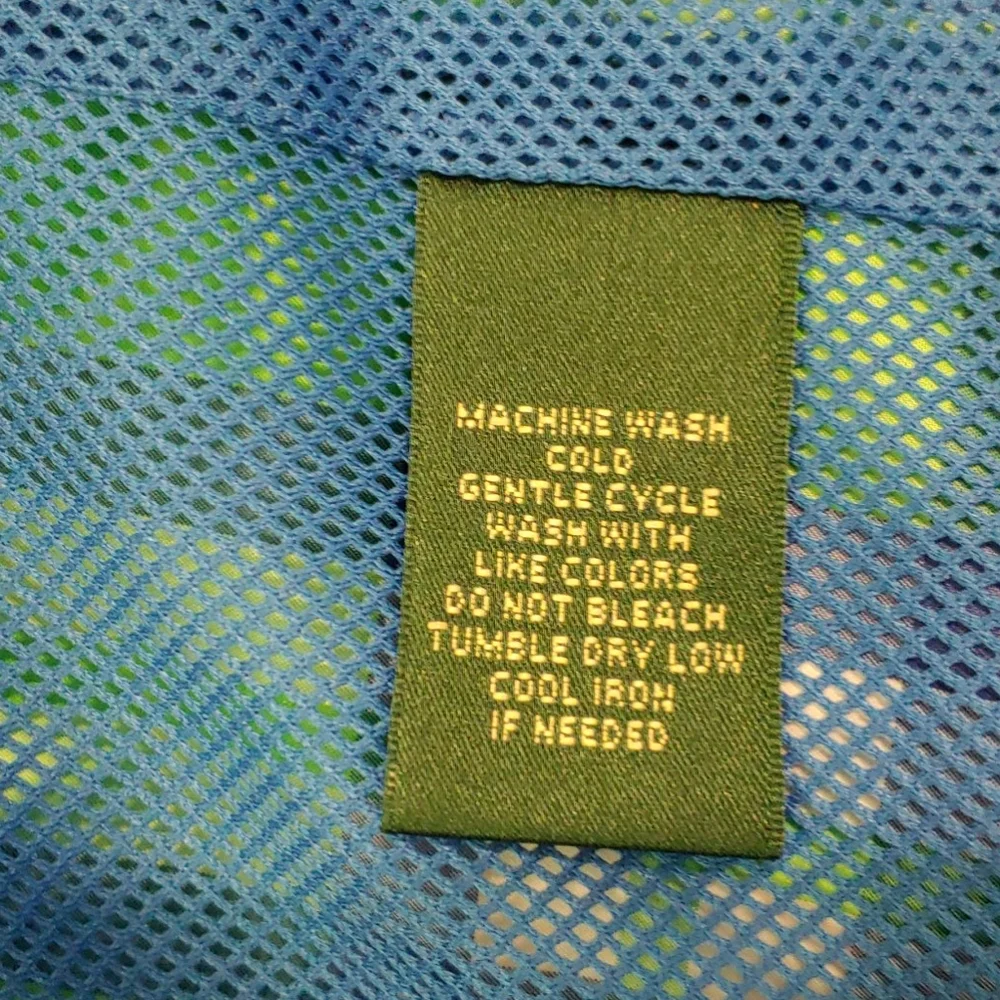 MACHINE WASH
COLD
GENTLE CYCLE
WASH WITH
LIKE COLORS
DO NOT BLEACH
TUMBLE DRY LOW
COOL IRON
IF NEEDED